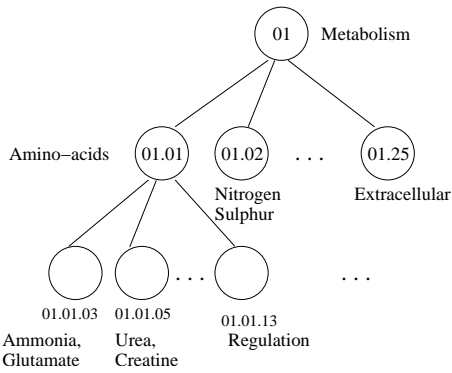 01 Metabolism
Amino-acids 01.01 01.02 . . . 01.25
Nitrogen Extracellular
Sulphur
. . . . . .
01.01.03 01.01.05 01.01.13
Ammonia, Urea, Regulation
Glutamate Creatine